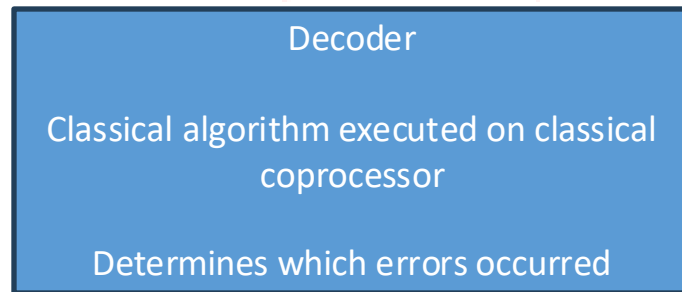 Decoder
Classical algorithm executed on classical
coprocessor
Determines which errors occurred